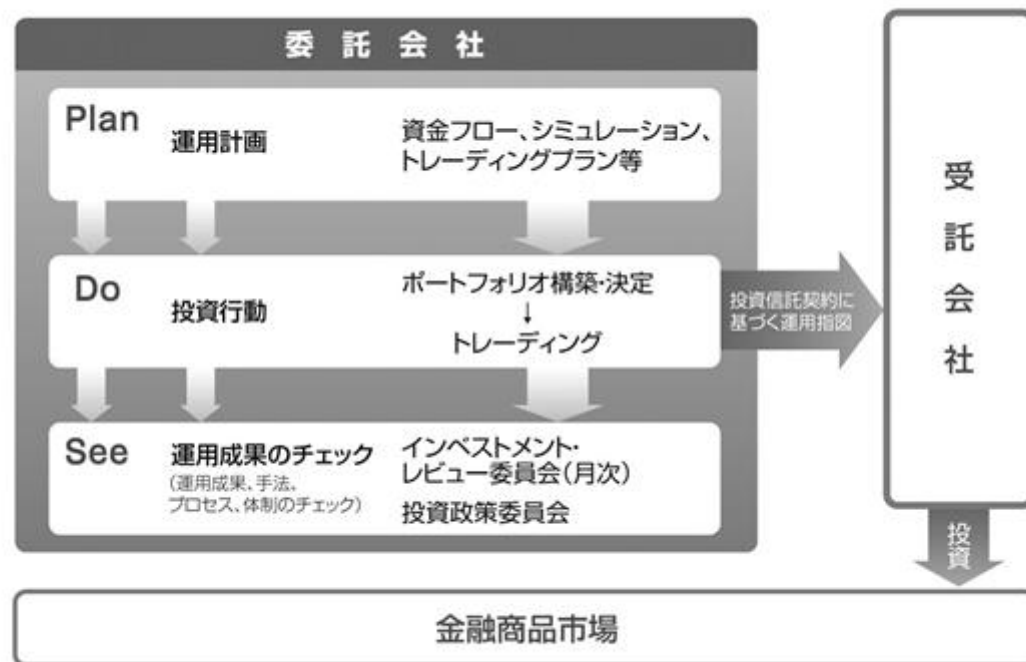 委託会社
Plan
運用計画
資金フロー、シミュレーション、
トレーディングプラン等
Do
投資行動
ポートフォリオ構築・決定
↓
トレーディング
投資信託契約に
基づく運用指図
See
運用成果のチェック
(運用成果、手法、
プロセス、体制のチェック)
インベストメント・
レビュー委員会(月次)
投資政策委員会
受託会社
投資
金融商品市場